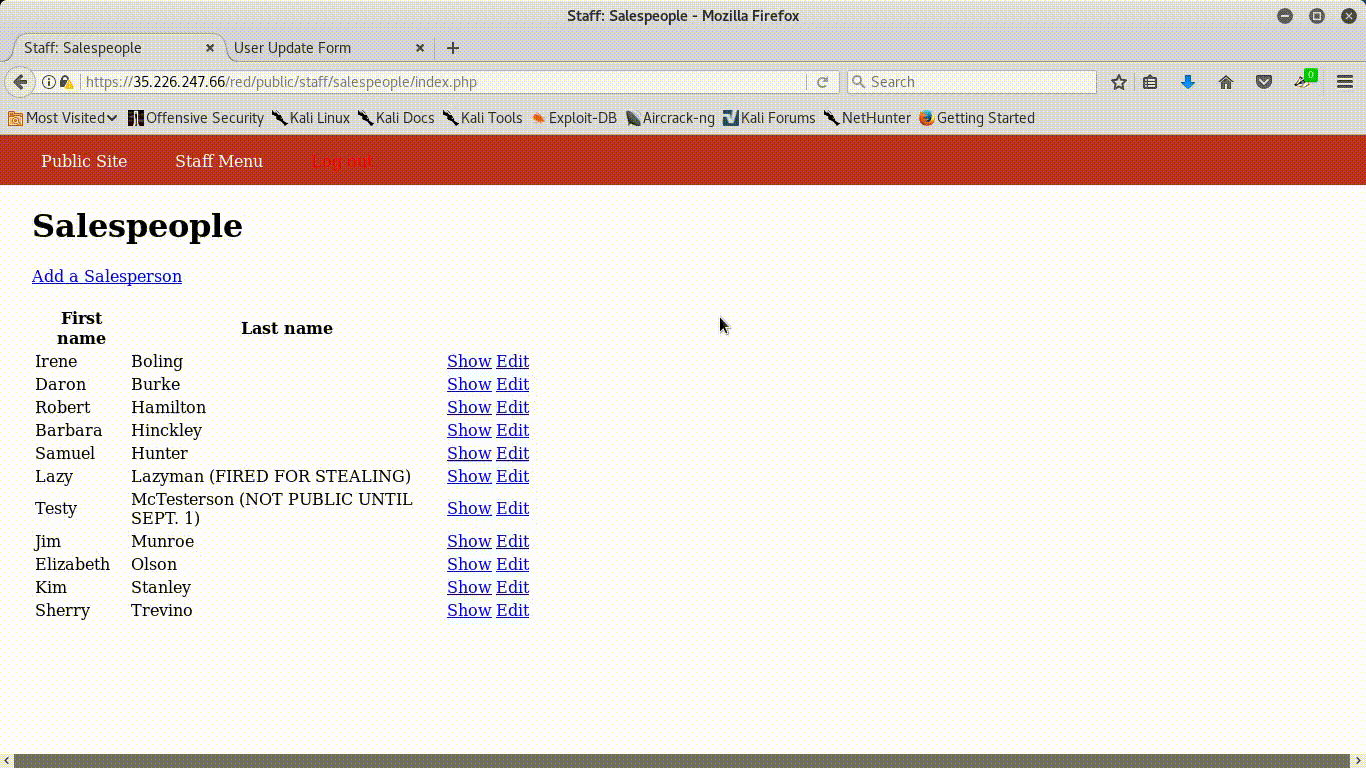 Staff: Salespeople - Mozilla Firefox
Staff: Salespeople × User Update Form × +
https://35.226.247.66/red/public/staff/salespeople/index.php Search 0
Most Visited Offensive Security Kali Linux Kali Docs Kali Tools Exploit-DB Aircrack-ng Kali Forums NetHunter Getting Started
Public Site Staff Menu Log out
Salespeople
Add a Salesperson
First name Last name
Irene Boling Show Edit
Daron Burke Show Edit
Robert Hamilton Show Edit
Barbara Hinckley Show Edit
Samuel Hunter Show Edit
Lazy Lazyman (FIRED FOR STEALING) Show Edit
Testy McTesterson (NOT PUBLIC UNTIL SEPT. 1) Show Edit
Jim Munroe Show Edit
Elizabeth Olson Show Edit
Kim Stanley Show Edit
Sherry Trevino Show Edit